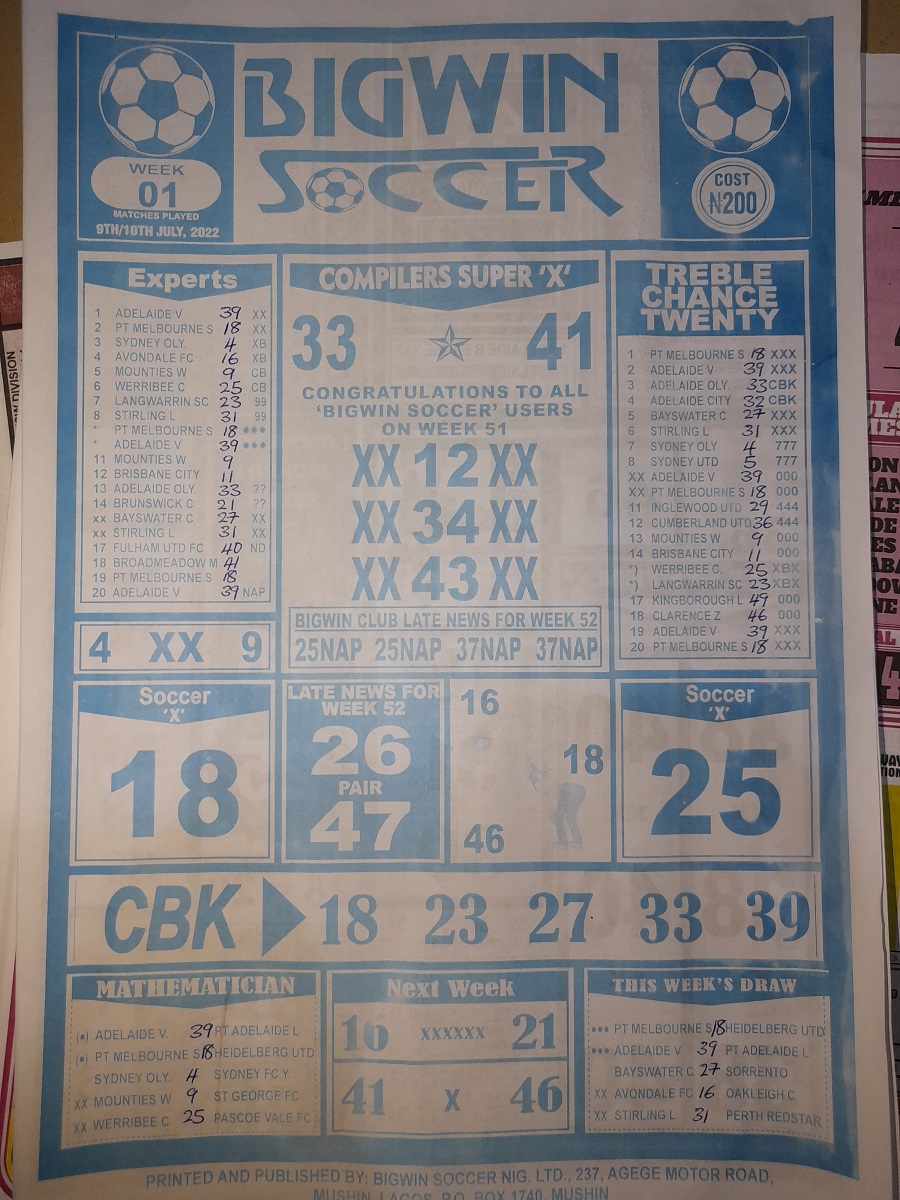 BIGWIN
SOCCER
WEEK
01
MATCHES PLAYED
9TH/10TH JULY, 2022
COST
₦200
Experts
1 ADELAIDE V 39 XX
2 PT MELBOURNE S 18 XX
3 SYDNEY OLY. 4 XB
4 AVONDALE FC 16 XB
5 MOUNTIES W 9 CB
6 WERRIBEE C 25 CB
7 LANGWARRIN SC 23 99
8 STIRLING L 31 99
* PT MELBOURNE S 18 ***
* ADELAIDE V 39 ***
11 MOUNTIES W 9
12 BRISBANE CITY 11
13 ADELAIDE OLY. 33 ??
14 BRUNSWICK C 21 ??
xx BAYSWATER C 27 XX
xx STIRLING L 31 XX
17 FULHAM UTD FC 40 ND
18 BROADMEADOW M 41
19 PT MELBOURNE S 18
20 ADELAIDE V 39 NAP
4 XX 9
COMPILERS SUPER 'X'
33 41
CONGRATULATIONS TO ALL
'BIGWIN SOCCER' USERS
ON WEEK 51
XX 12 XX
XX 34 XX
XX 43 XX
BIGWIN CLUB LATE NEWS FOR WEEK 52
25NAP 25NAP 37NAP 37NAP
TREBLE
CHANCE
TWENTY
1 PT MELBOURNE S 18 XXX
2 ADELAIDE V 39 XXX
3. ADELAIDE OLY. 33 CBK
4 ADELAIDE CITY 32 CBK
5 BAYSWATER C 27 XXX
6 STIRLING L 31 XXX
7 SYDNEY OLY 4 777
8 SYDNEY UTD 5 777
XX ADELAIDE V 39 000
XX PT MELBOURNE S 18 000
11 INGLEWOOD UTD 29 444
12 CUMBERLAND UTD 36 444
13 MOUNTIES W 9 000
14 BRISBANE CITY 11 000
*) WERRIBEE C. 25 XBX
*) LANGWARRIN SC 23 XBX
17 KINGBOROUGH L 49 000
18 CLARENCE Z 46 000
19 ADELAIDE V 39 XXX
20 PT MELBOURNE S 18 XXX
Soccer
'X'
18
LATE NEWS FOR
WEEK 52
26
PAIR
47
16
18
46
Soccer
'X'
25
CBK 18 23 27 33 39
MATHEMATICIAN
(•) ADELAIDE V. 39 PT ADELAIDE L
(•) PT MELBOURNE S 18 HEIDELBERG UTD
SYDNEY OLY. 4 SYDNEY FC Y.
XX MOUNTIES W 9 ST GEORGE FC
XX WERRIBEE C 25 PASCOE VALE FC
Next Week
16 xxxxxx 21
41 X 46
THIS WEEK'S DRAW
••• PT MELBOURNE S 18 HEIDELBERG UTD
••• ADELAIDE V 39 PT ADELAIDE L
BAYSWATER C 27 SORRENTO
XX AVONDALE FC 16 OAKLEIGH C
XX STIRLING L 31 PERTH REDSTAR
PRINTED AND PUBLISHED BY: BIGWIN SOCCER NIG. LTD., 237, AGEGE MOTOR ROAD,
MUSHIN, LAGOS. P.O. BOX 1740, MUSHIN